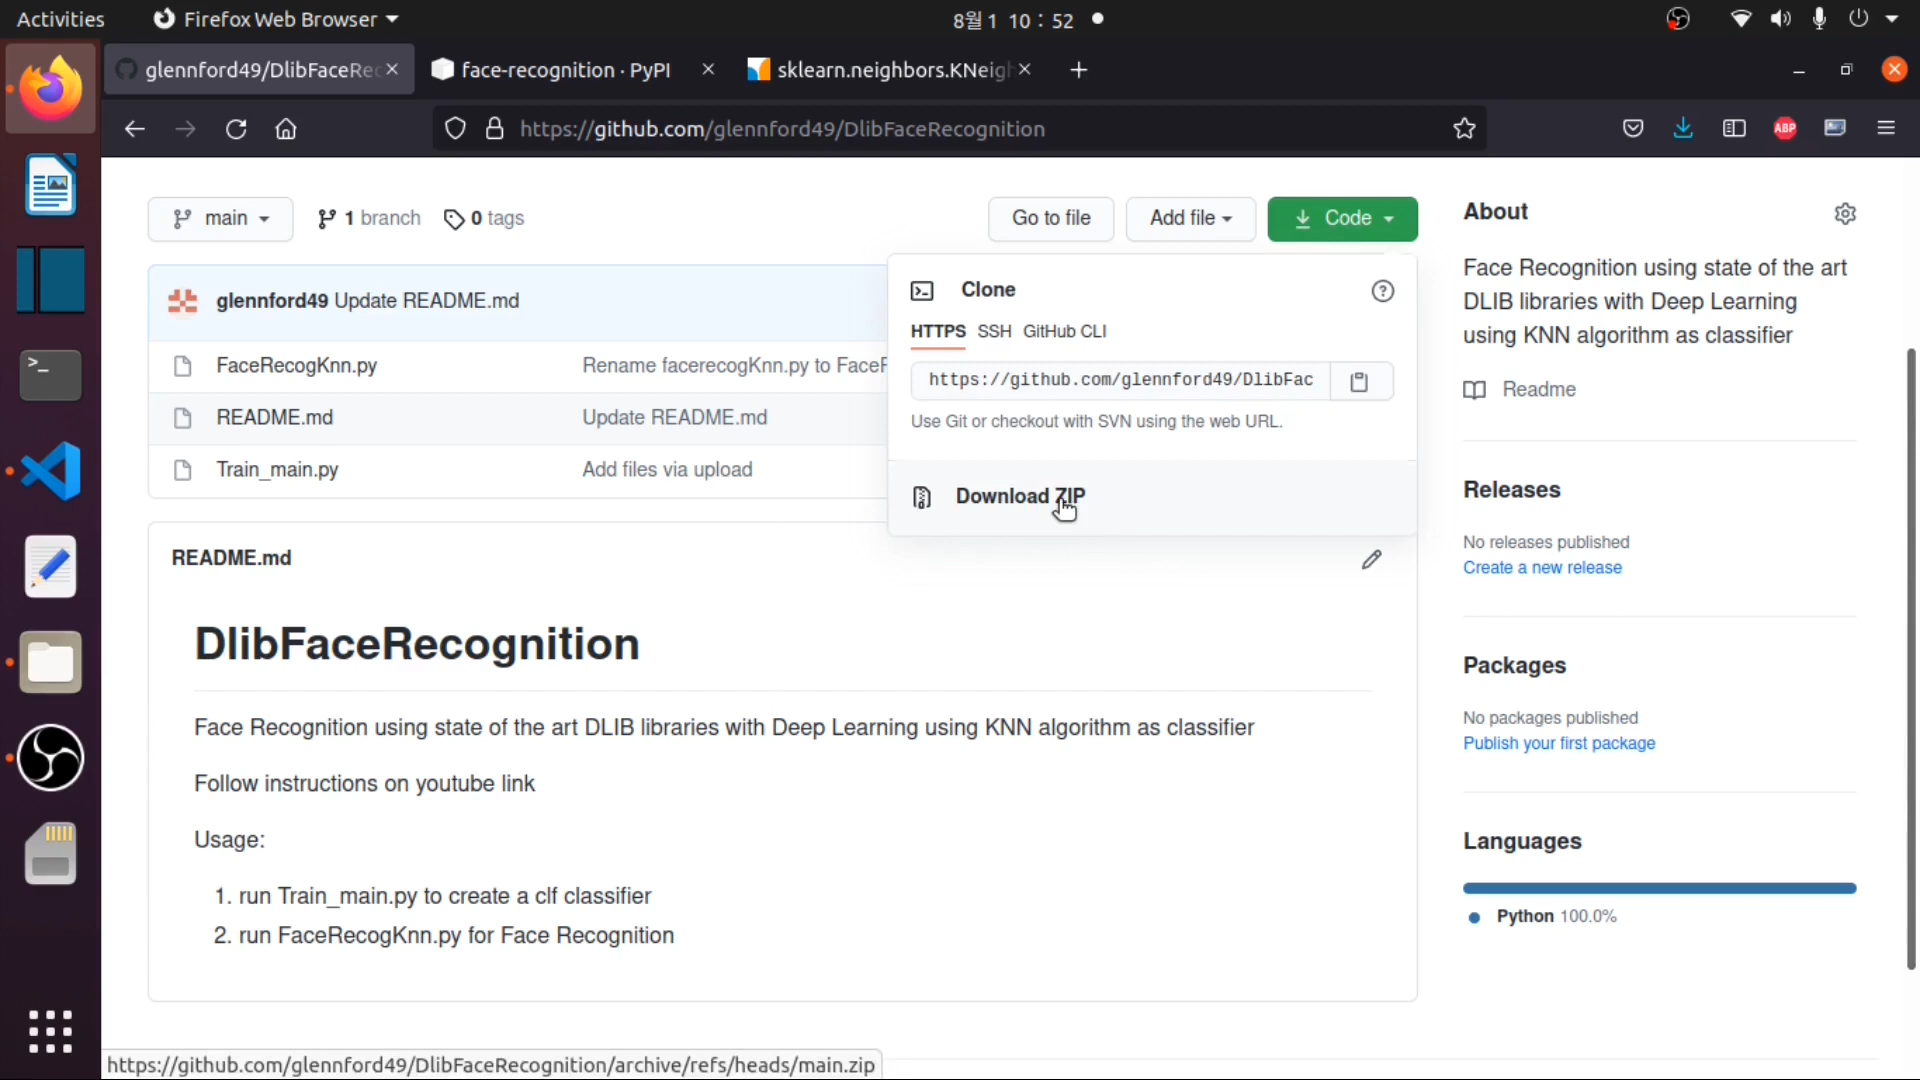 Activities
Firefox Web Browser
8월 1 10 : 52
glennford49/DlibFaceRec
face-recognition · PyPI
sklearn.neighbors.KNeigh
https://github.com/glennford49/DlibFaceRecognition
ABP
main
1 branch
0 tags
Go to file
Add file
Code
glennford49 Update README.md
FaceRecogKnn.py
Rename facerecogKnn.py to FaceF
README.md
Update README.md
Train_main.py
Add files via upload
Clone
HTTPS
SSH
GitHub CLI
https://github.com/glennford49/DlibFac
Use Git or checkout with SVN using the web URL.
Download ZIP
README.md
DlibFaceRecognition
Face Recognition using state of the art DLIB libraries with Deep Learning using KNN algorithm as classifier
Follow instructions on youtube link
Usage:
1. run Train_main.py to create a clf classifier
2. run FaceRecogKnn.py for Face Recognition
About
Face Recognition using state of the art
DLIB libraries with Deep Learning
using KNN algorithm as classifier
Readme
Releases
No releases published
Create a new release
Packages
No packages published
Publish your first package
Languages
Python 100.0%
https://github.com/glennford49/DlibFaceRecognition/archive/refs/heads/main.zip